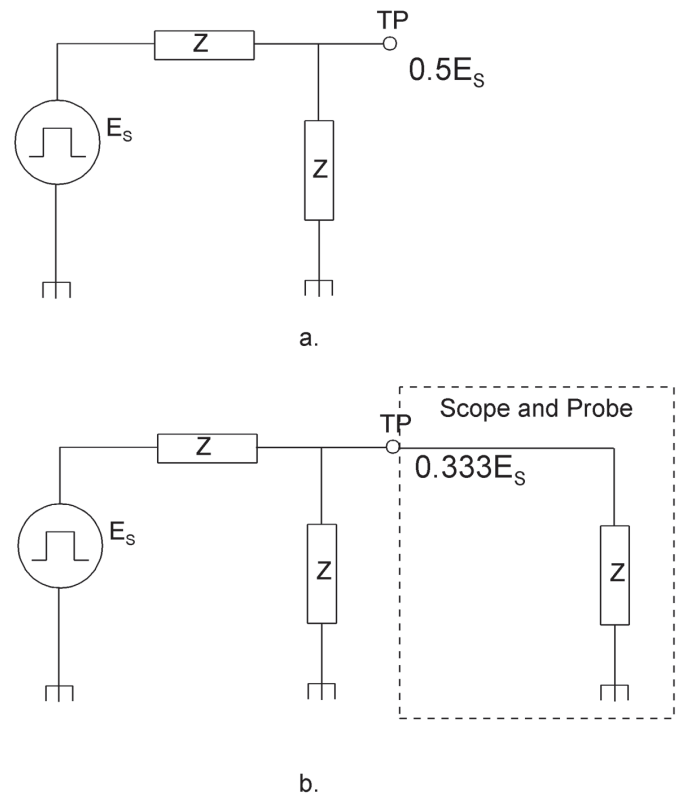 TP
Z
0.5ES
ES
Z
a.
Scope and Probe
TP
Z
0.333ES
ES
Z
Z
b.